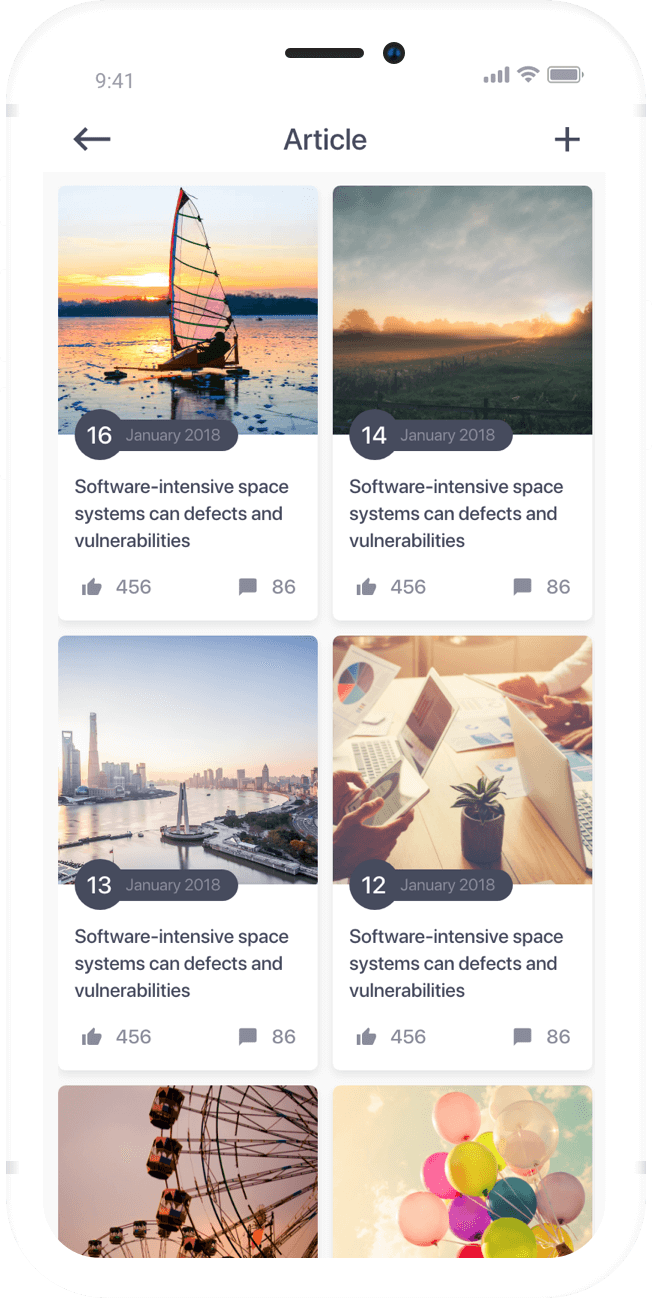 9:41
Article
16 January 2018
Software-intensive space
systems can defects and
vulnerabilities
456 86
14 January 2018
Software-intensive space
systems can defects and
vulnerabilities
456 86
13 January 2018
Software-intensive space
systems can defects and
vulnerabilities
456 86
12 January 2018
Software-intensive space
systems can defects and
vulnerabilities
456 86